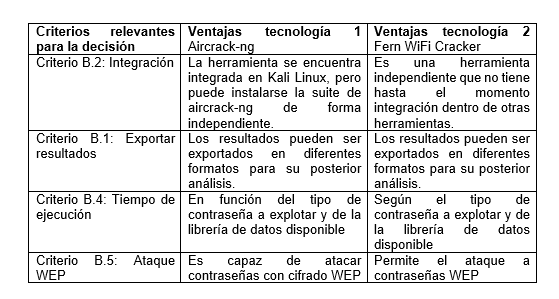 Criterios relevantes para la decisión
Ventajas tecnología 1
Aircrack-ng
Ventajas tecnología 2
Fern WiFi Cracker
Criterio B.2: Integración
La herramienta se encuentra
integrada en Kali Linux, pero
puede instalarse la suite de
aircrack-ng de forma
independiente.
Es una herramienta
independiente que no tiene
hasta el momento
integración dentro de otras
herramientas.
Criterio B.1: Exportar
resultados
Los resultados pueden ser
exportados en diferentes
formatos para su posterior
análisis.
Los resultados pueden ser
exportados en diferentes
formatos para su posterior
análisis.
Criterio B.4: Tiempo de
ejecución
En función del tipo de
contraseña a explotar y de la
librería de datos disponible
Según el tipo de
contraseña a explotar y de
la librería de datos
disponible
Criterio B.5: Ataque
WEP
Es capaz de atacar
contraseñas con cifrado WEP
Permite el ataque a
contraseñas WEP